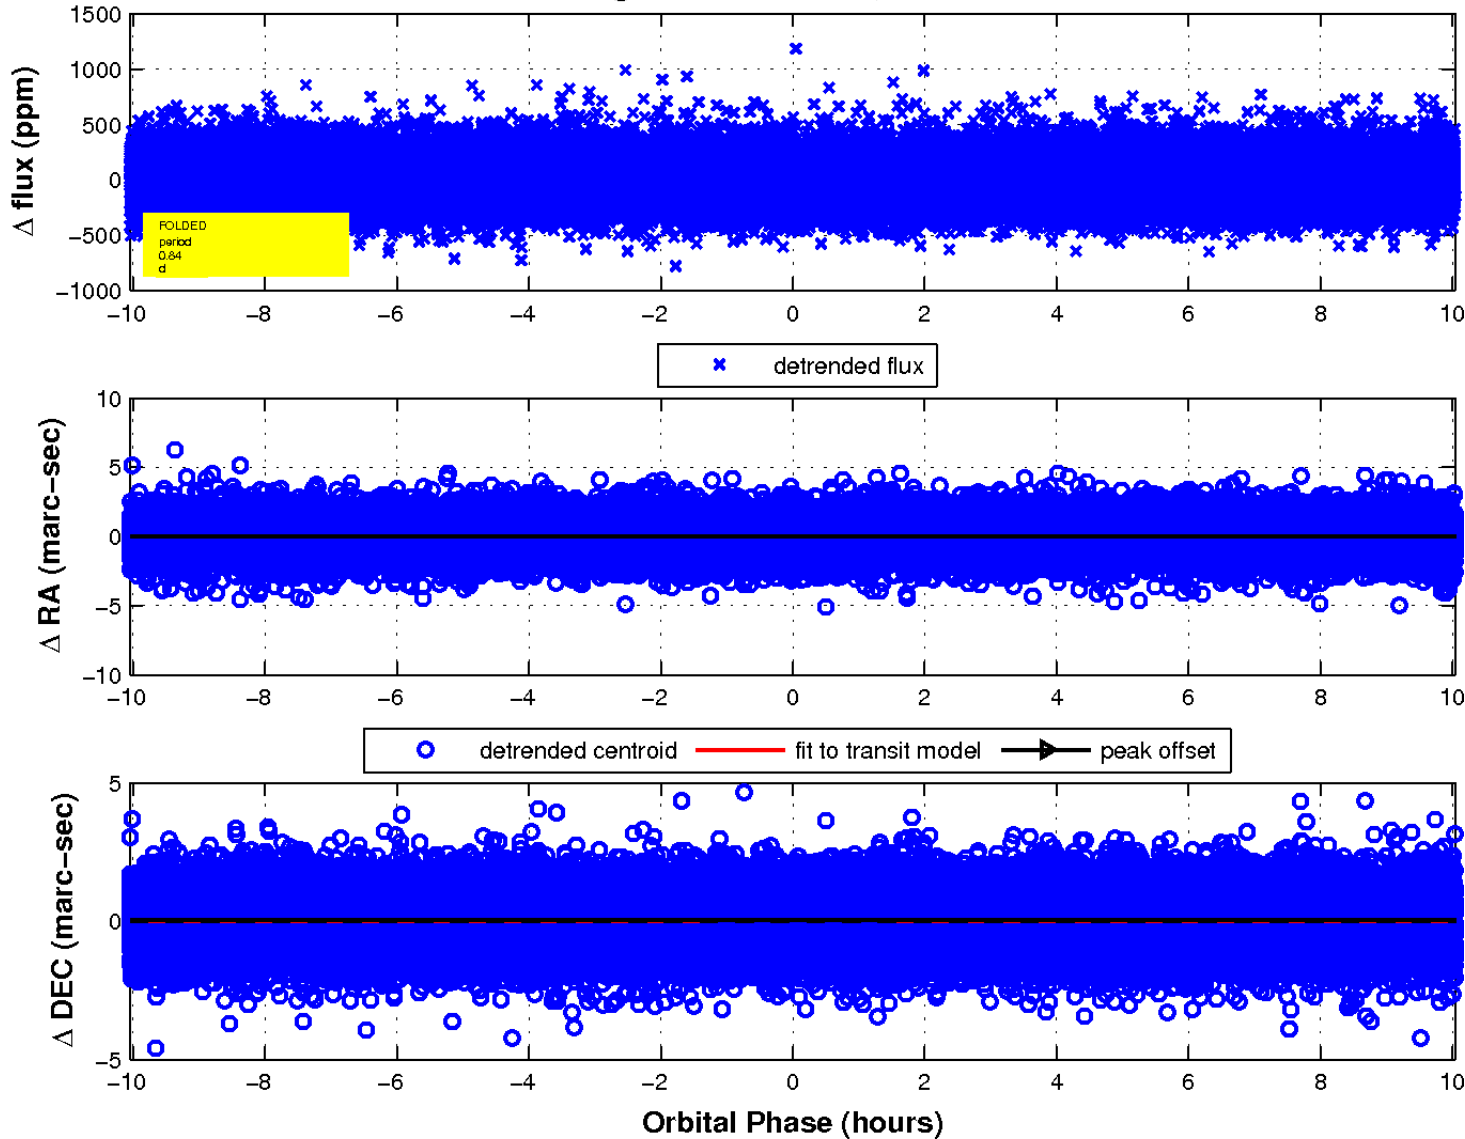 1500
1000
500
0
−500
−1000
Δ flux (ppm)
FOLDED
period
0.84
d
−10 −8 −6 −4 −2 0 2 4 6 8 10
detrended flux
10
5
0
−5
−10
Δ RA (marc−sec)
−10 −8 −6 −4 −2 0 2 4 6 8 10
detrended centroid fit to transit model peak offset
5
0
−5
Δ DEC (marc−sec)
−10 −8 −6 −4 −2 0 2 4 6 8 10
Orbital Phase (hours)